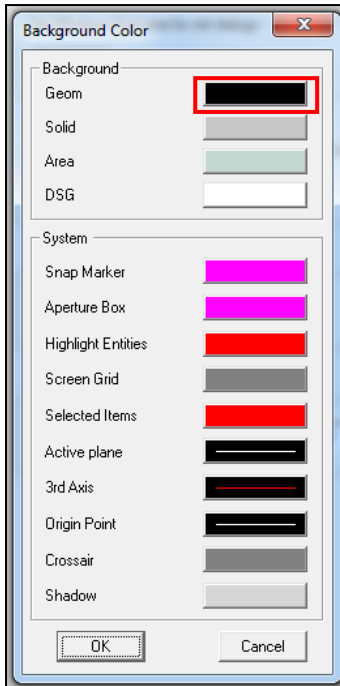 Background Color
Background
Geom
Solid
Area
DSG
System
Snap Marker
Aperture Box
Highlight Entities
Screen Grid
Selected Items
Active plane
3rd Axis
Origin Point
Crossair
Shadow
OK Cancel